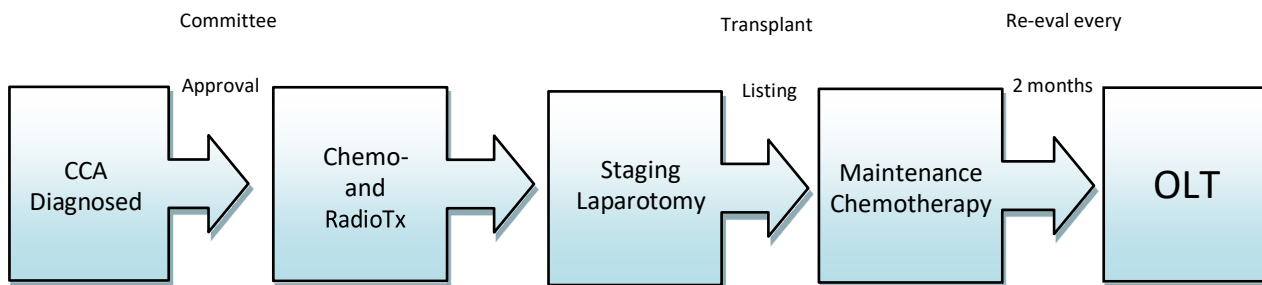 Committee
Approval
Transplant
Listing
Re-eval every
2 months
CCA
Diagnosed
Chemo-
and
RadioTx
Staging
Laparotomy
Maintenance
Chemotherapy
OLT